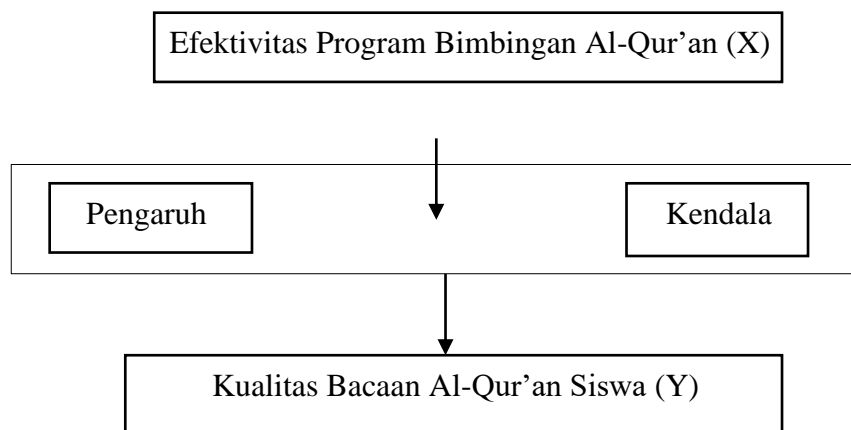 Efektivitas Program Bimbingan Al-Qur’an (X)
Pengaruh
Kendala
Kualitas Bacaan Al-Qur’an Siswa (Y)